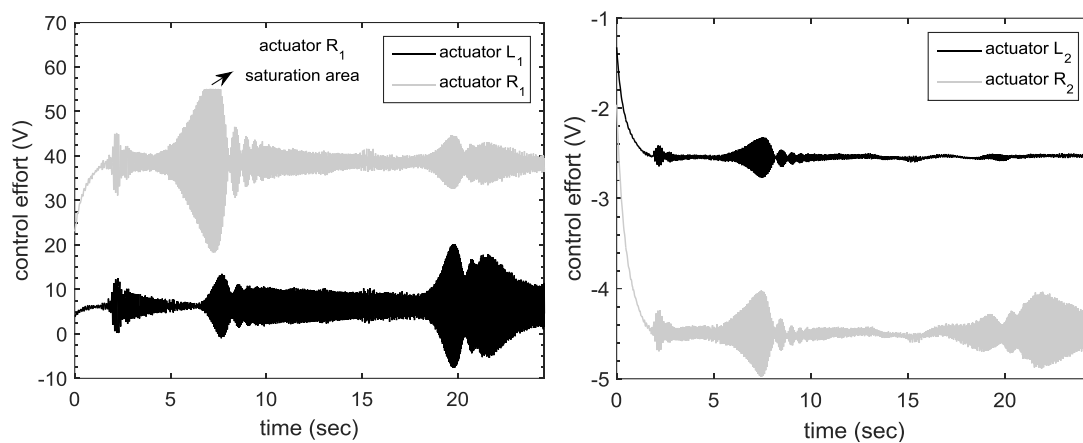 70
60
50
40
30
20
10
0
-10
control effort (V)
actuator R1
saturation area
actuator L1
actuator R1
0 5 10 15 20
time (sec)
-1
-2
-3
-4
-5
control effort (V)
actuator L2
actuator R2
0 5 10 15 20
time (sec)